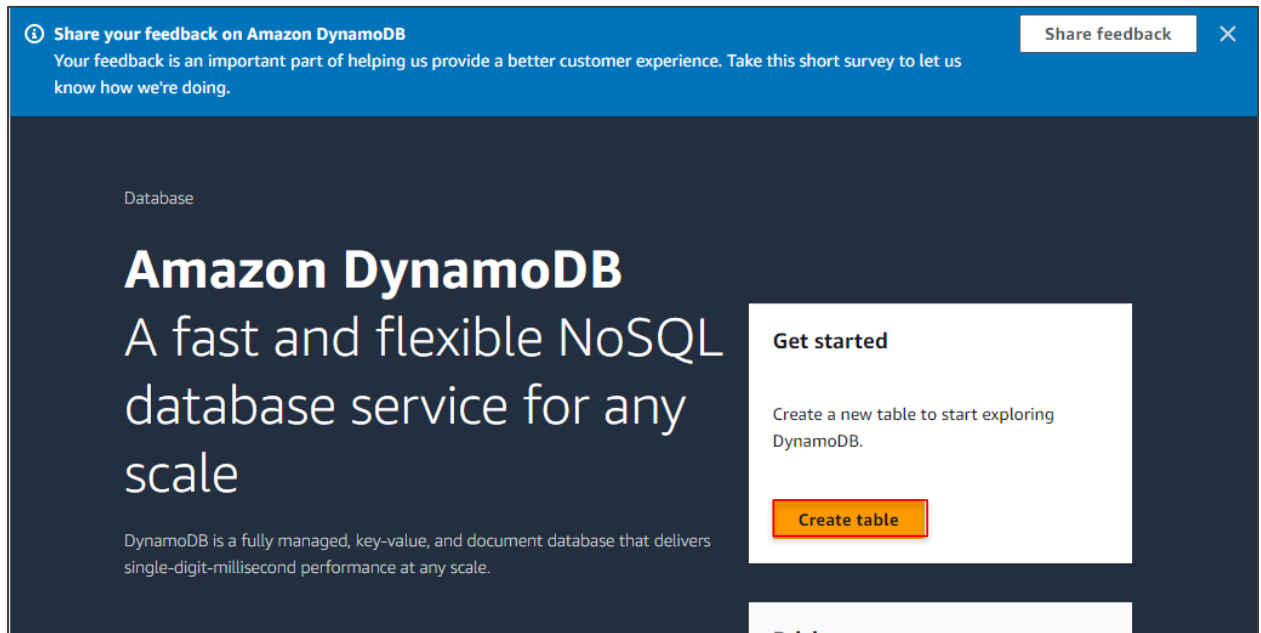 Share your feedback on Amazon DynamoDB
Your feedback is an important part of helping us provide a better customer experience. Take this short survey to let us
know how we're doing.
Share feedback
Database
Amazon DynamoDB
A fast and flexible NoSQL
database service for any
scale
DynamoDB is a fully managed, key-value, and document database that delivers
single-digit-millisecond performance at any scale.
Get started
Create a new table to start exploring
DynamoDB.
Create table